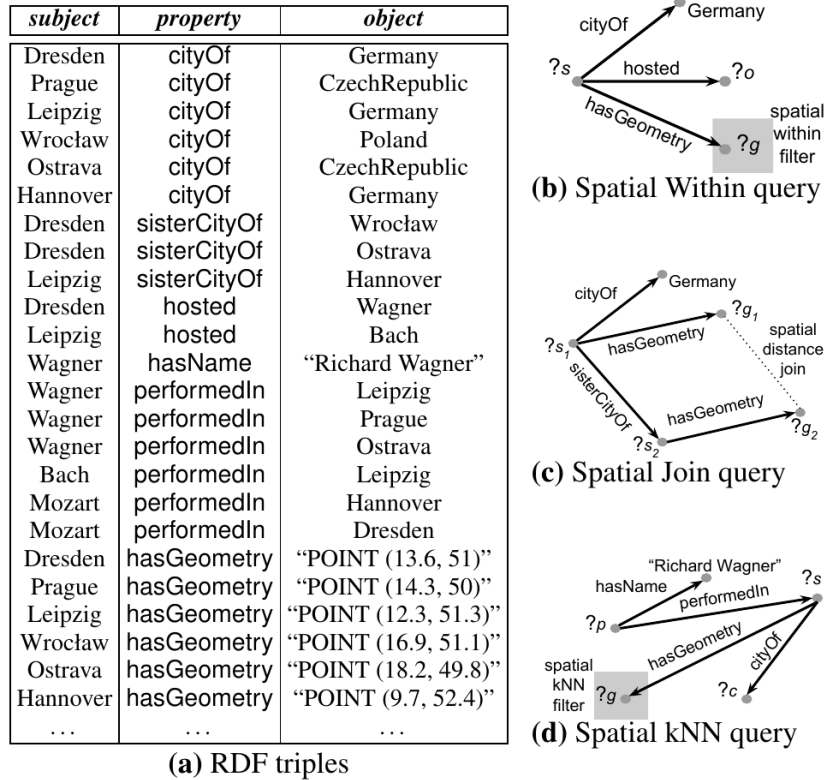 subject property object
Dresden cityOf Germany
Prague cityOf CzechRepublic
Leipzig cityOf Germany
Wrocław cityOf Poland
Ostrava cityOf CzechRepublic
Hannover cityOf Germany
Dresden sisterCityOf Wrocław
Dresden sisterCityOf Ostrava
Leipzig sisterCityOf Hannover
Dresden hosted Wagner
Leipzig hosted Bach
Wagner hasName “Richard Wagner”
Wagner performedIn Leipzig
Wagner performedIn Prague
Wagner performedIn Ostrava
Bach performedIn Leipzig
Mozart performedIn Hannover
Mozart performedIn Dresden
Dresden hasGeometry “POINT (13.6, 51)”
Prague hasGeometry “POINT (14.3, 50)”
Leipzig hasGeometry “POINT (12.3, 51.3)”
Wrocław hasGeometry “POINT (16.9, 51.1)”
Ostrava hasGeometry “POINT (18.2, 49.8)”
Hannover hasGeometry “POINT (9.7, 52.4)”
... ... ...
(a) RDF triples
Germany
cityOf
?s
hosted
?o
hasGeometry
?g
spatial
within
filter
(b) Spatial Within query
cityOf
Germany
?g1
?s1
hasGeometry
spatial
distance
join
sisterCityOf
hasGeometry
?s2
?g2
(c) Spatial Join query
“Richard Wagner”
?s
hasName
performedIn
?p
hasGeometry
cityOf
spatial
kNN
filter
?g
?c
(d) Spatial kNN query